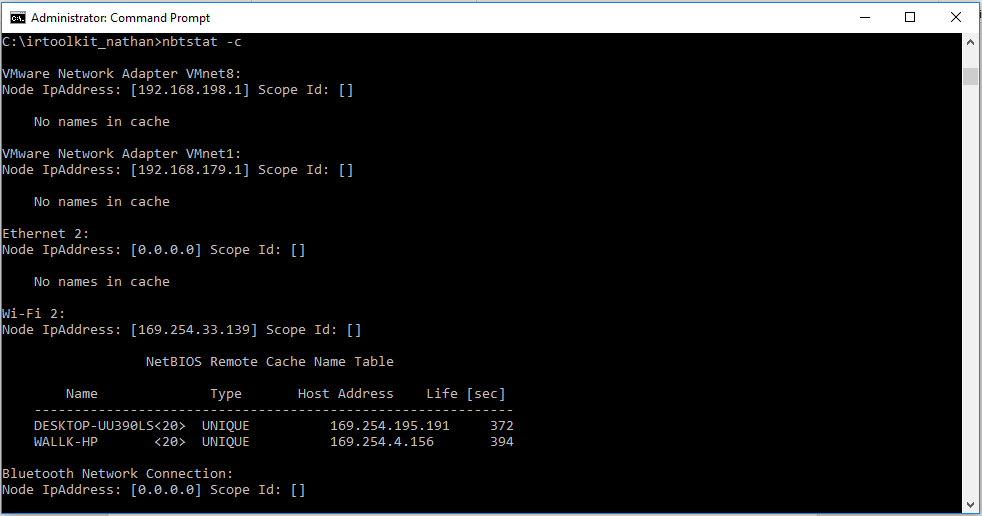 Administrator: Command Prompt
C:\irtoolkit_nathan>nbtstat -c
VMware Network Adapter VMnet8:
Node IpAddress: [192.168.198.1] Scope Id: []
No names in cache
VMware Network Adapter VMnet1:
Node IpAddress: [192.168.179.1] Scope Id: []
No names in cache
Ethernet 2:
Node IpAddress: [0.0.0.0] Scope Id: []
No names in cache
Wi-Fi 2:
Node IpAddress: [169.254.33.139] Scope Id: []
NetBIOS Remote Cache Name Table
Name Type Host Address Life [sec]
------------------------------------------------------------
DESKTOP-UU390LS<20> UNIQUE 169.254.195.191 372
WALLK-HP <20> UNIQUE 169.254.4.156 394
Bluetooth Network Connection:
Node IpAddress: [0.0.0.0] Scope Id: []